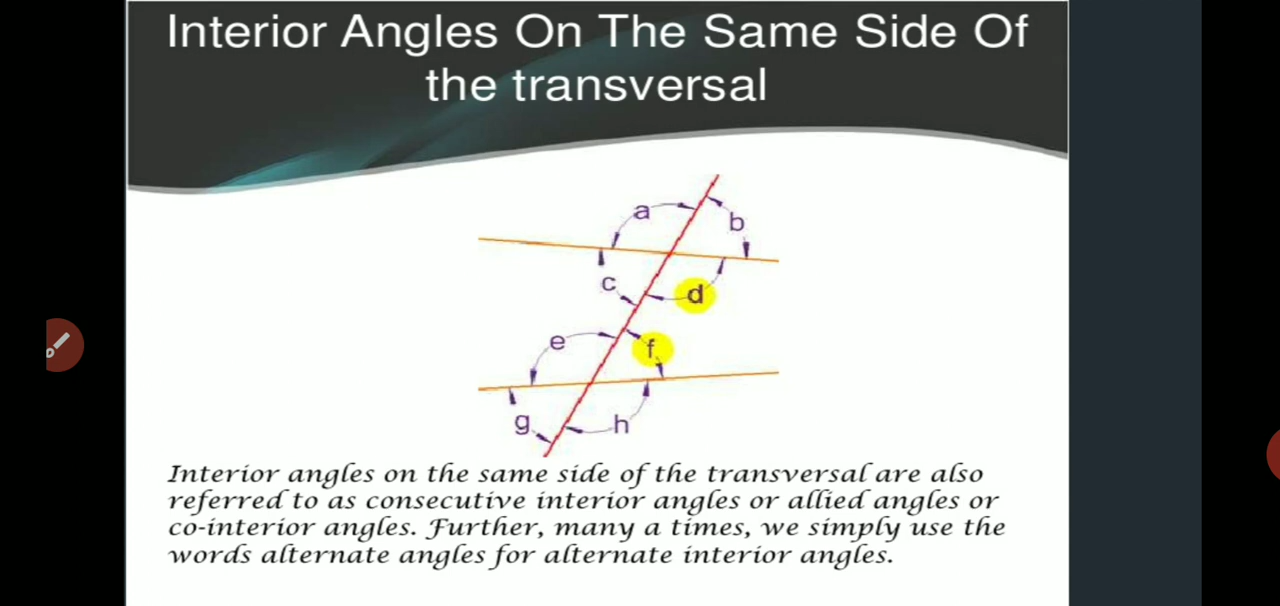 Interior Angles On The Same Side Of
the transversal
a
b
c
d
e
f
g
h
Interior angles on the same side of the transversal are also
referred to as consecutive interior angles or allied angles or
co-interior angles. Further, many a times, we simply use the
words alternate angles for alternate interior angles.